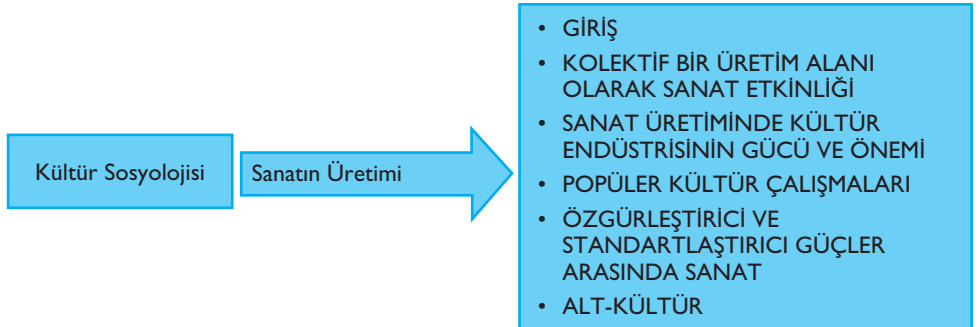 Kültür Sosyolojisi
Sanatın Üretimi
• GİRİŞ
• KOLEKTİF BİR ÜRETİM ALANI
OLARAK SANAT ETKİNLİĞİ
• SANAT ÜRETİMİNDE KÜLTÜR
ENDÜSTRİSİNİN GÜCÜ VE ÖNEMİ
• POPÜLER KÜLTÜR ÇALIŞMALARI
• ÖZGÜRLEŞTİRİCİ VE
STANDARTLAŞTIRICI GÜÇLER
ARASINDA SANAT
• ALT-KÜLTÜR